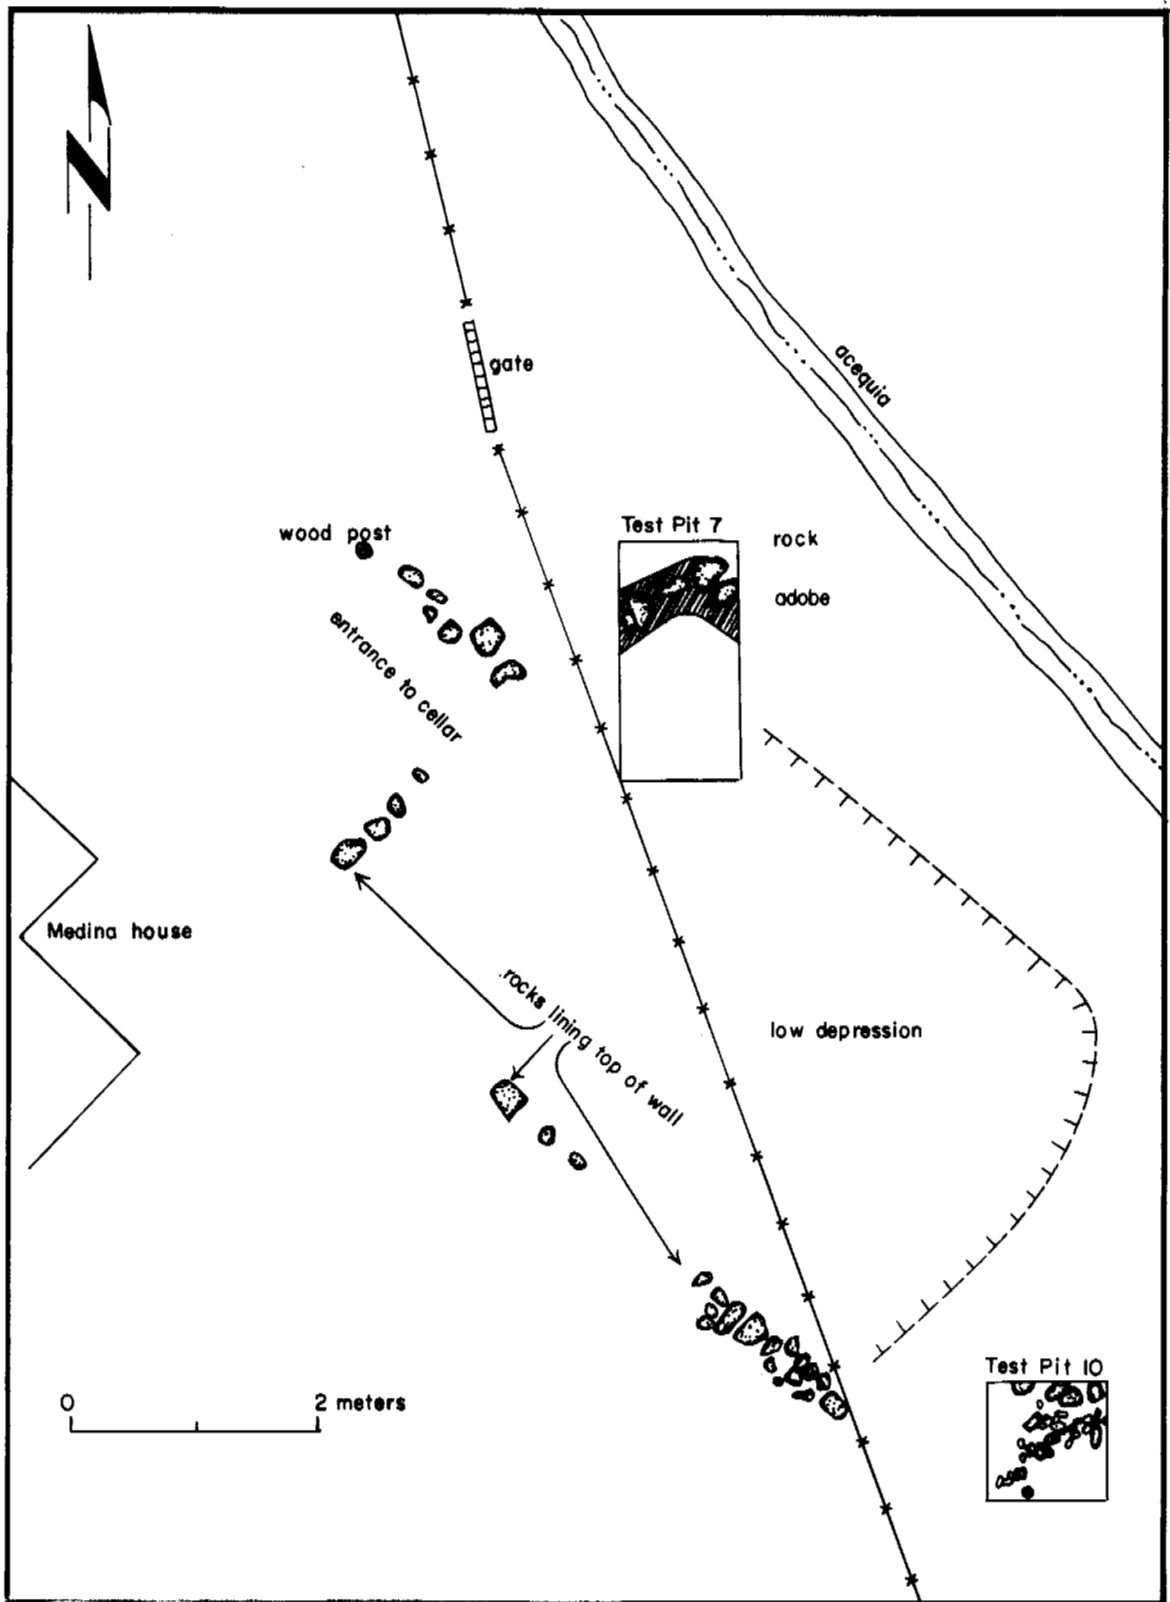 N
gate
acequia
Test Pit 7
wood post
rock
adobe
entrance to cellar
Medina house
rocks lining top of wall
low depression
Test Pit 10
0 2 meters